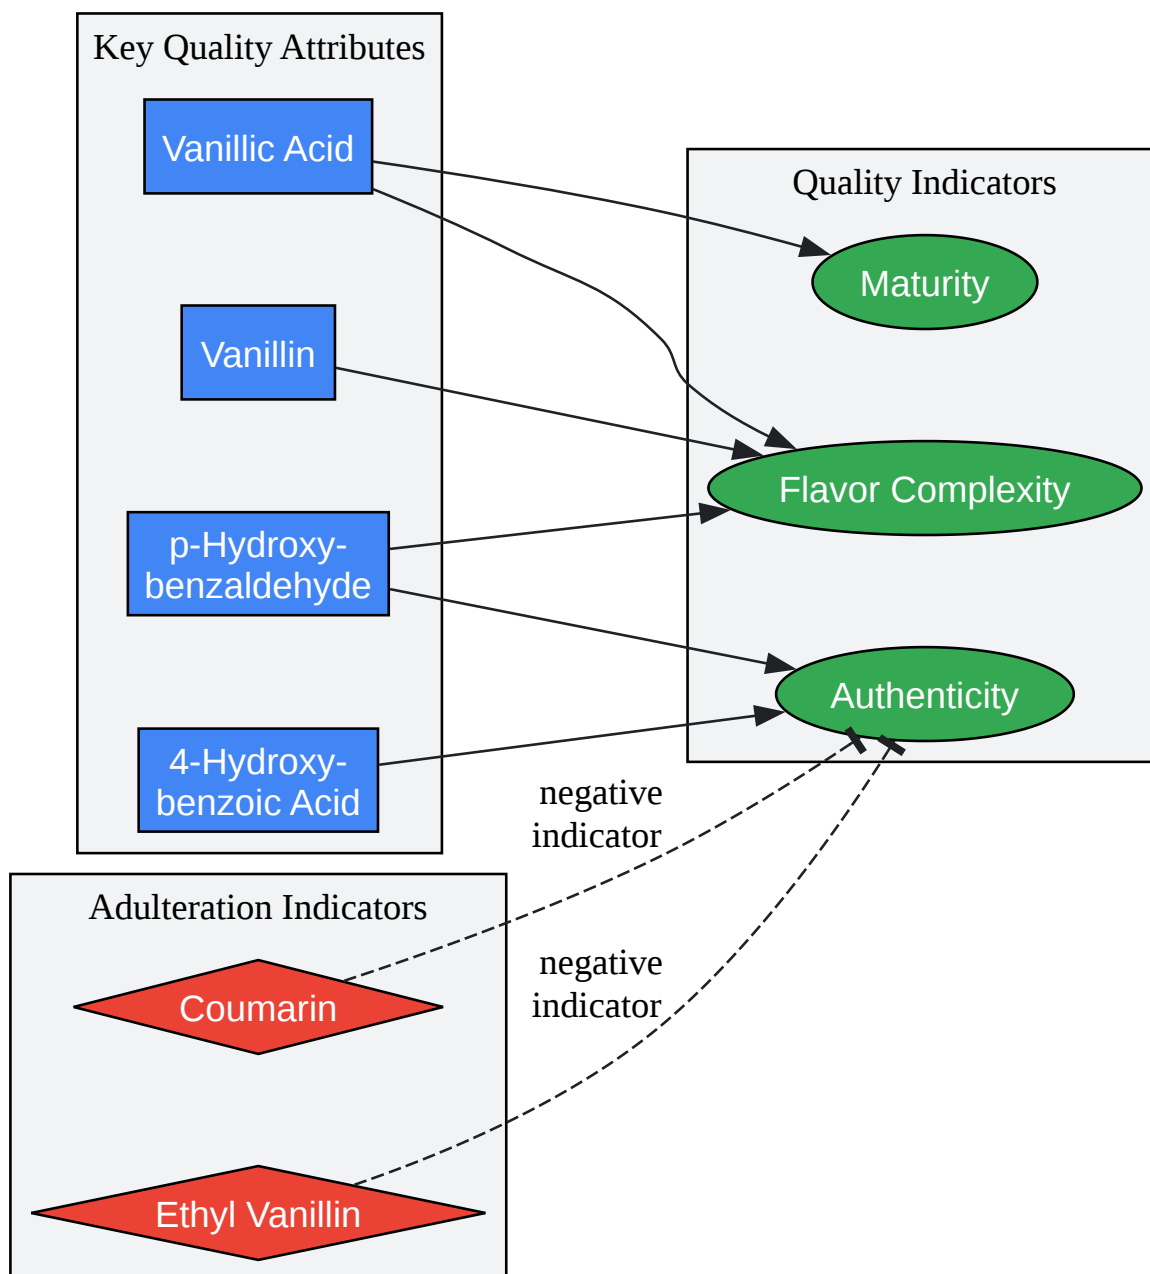 Key Quality Attributes
Vanillic Acid
Vanillin
p-Hydroxy-
benzaldehyde
4-Hydroxy-
benzoic Acid
Quality Indicators
Maturity
Flavor Complexity
Authenticity
negative
indicator
negative
indicator
Adulteration Indicators
Coumarin
Ethyl Vanillin